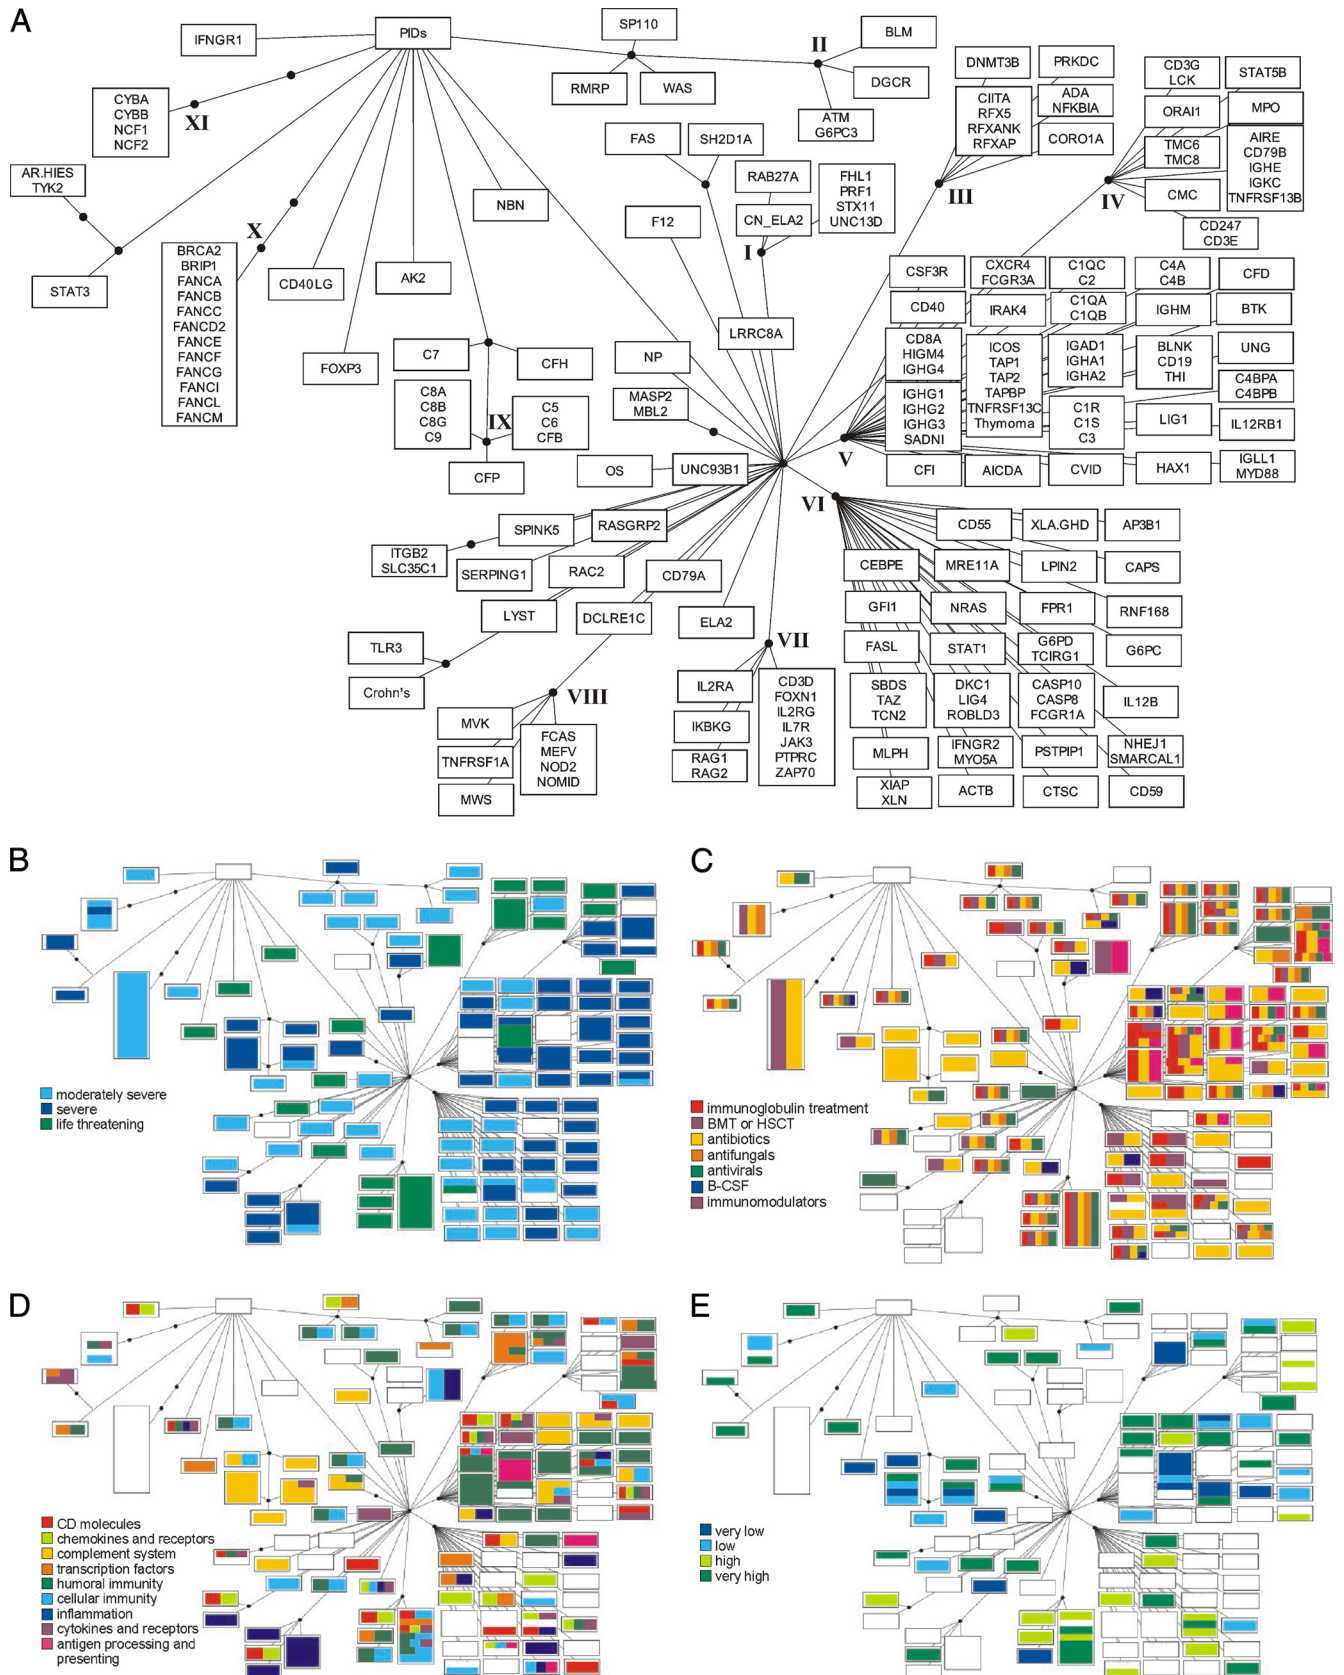 A
PIDs
IFNGR1
CYBA
CYBB
NCF1
NCF2
XI
AR.HIES
TYK2
STAT3
X
BRCA2
BRIP1
FANCA
FANCB
FANCC
FANCD2
FANCE
FANCF
FANCG
FANCI
FANCL
FANCM
CD40LG
FOXP3
AK2
NBN
SP110
RMRP
WAS
II
BLM
DGCR
ATM
G6PC3
FAS
SH2D1A
F12
RAB27A
CN_ELA2
FHL1
PRF1
STX11
UNC13D
I
LRRC8A
DNMT3B
PRKDC
CIITA
RFX5
RFXANK
RFXAP
ADA
NFKBIA
CORO1A
III
CD3G
LCK
STAT5B
ORAI1
MPO
TMC6
TMC8
AIRE
CD79B
IGHE
IGKC
TNFRSF13B
CMC
CD247
CD3E
IV
C7
CFH
C8A
C8B
C8G
C9
IX
C5
C6
CFB
CFP
NP
MASP2
MBL2
OS
UNC93B1
CSF3R
CXCR4
FCGR3A
C1QC
C2
C4A
C4B
CFD
CD40
IRAK4
C1QA
C1QB
IGHM
BTK
CD8A
HIGM4
IGHG4
ICOS
TAP1
TAP2
TAPBP
TNFRSF13C
Thymoma
IGAD1
IGHA1
IGHA2
BLNK
CD19
THI
UNG
C4BPA
C4BPB
IGHG1
IGHG2
IGHG3
SADNI
C1R
C1S
C3
LIG1
IL12RB1
V
CFI
AICDA
CVID
HAX1
IGLL1
MYD88
VI
CD55
XLA.GHD
AP3B1
CEBPE
MRE11A
LPIN2
CAPS
GFI1
NRAS
FPR1
RNF168
FASL
STAT1
G6PD
TCIRG1
G6PC
SBDS
TAZ
TCN2
DKC1
LIG4
ROBLD3
CASP10
CASP8
FCGR1A
IL12B
MLPH
IFNGR2
MYO5A
PSTPIP1
NHEJ1
SMARCAL1
XIAP
XLN
ACTB
CTSC
CD59
SPINK5
RASGRP2
ITGB2
SLC35C1
SERPING1
RAC2
CD79A
LYST
DCLRE1C
ELA2
TLR3
Crohn's
VIII
MVK
TNFRSF1A
MWS
FCAS
MEFV
NOD2
NOMID
VII
IL2RA
IKBKG
RAG1
RAG2
CD3D
FOXN1
IL2RG
IL7R
JAK3
PTPRC
ZAP70
B
moderately severe
severe
life threatening
C
immunoglobulin treatment
BMT or HSCT
antibiotics
antifungals
antivirals
B-CSF
immunomodulators
D
CD molecules
chemokines and receptors
complement system
transcription factors
humoral immunity
cellular immunity
inflammation
cytokines and receptors
antigen processing and
presenting
E
very low
low
high
very high